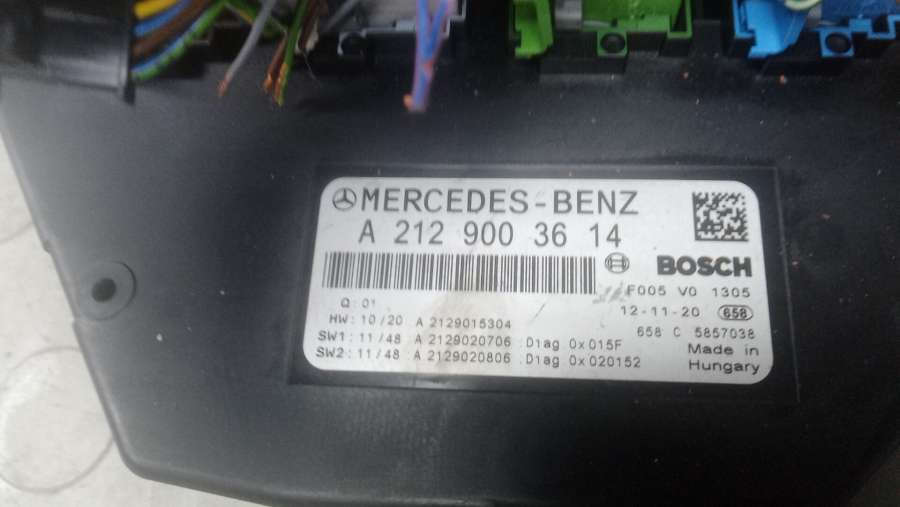 MERCEDES-BENZ
A 212 900 36 14
BOSCH
F005 V0 1305
Q: 01
12-11-20 658
HW: 10/20 A 2129015304
658 C 5857038
SW1: 11/48 A 2129020706 :Diag 0x015F
Made in
SW2: 11/48 :A 2129020806 :Diag 0x020152
Hungary